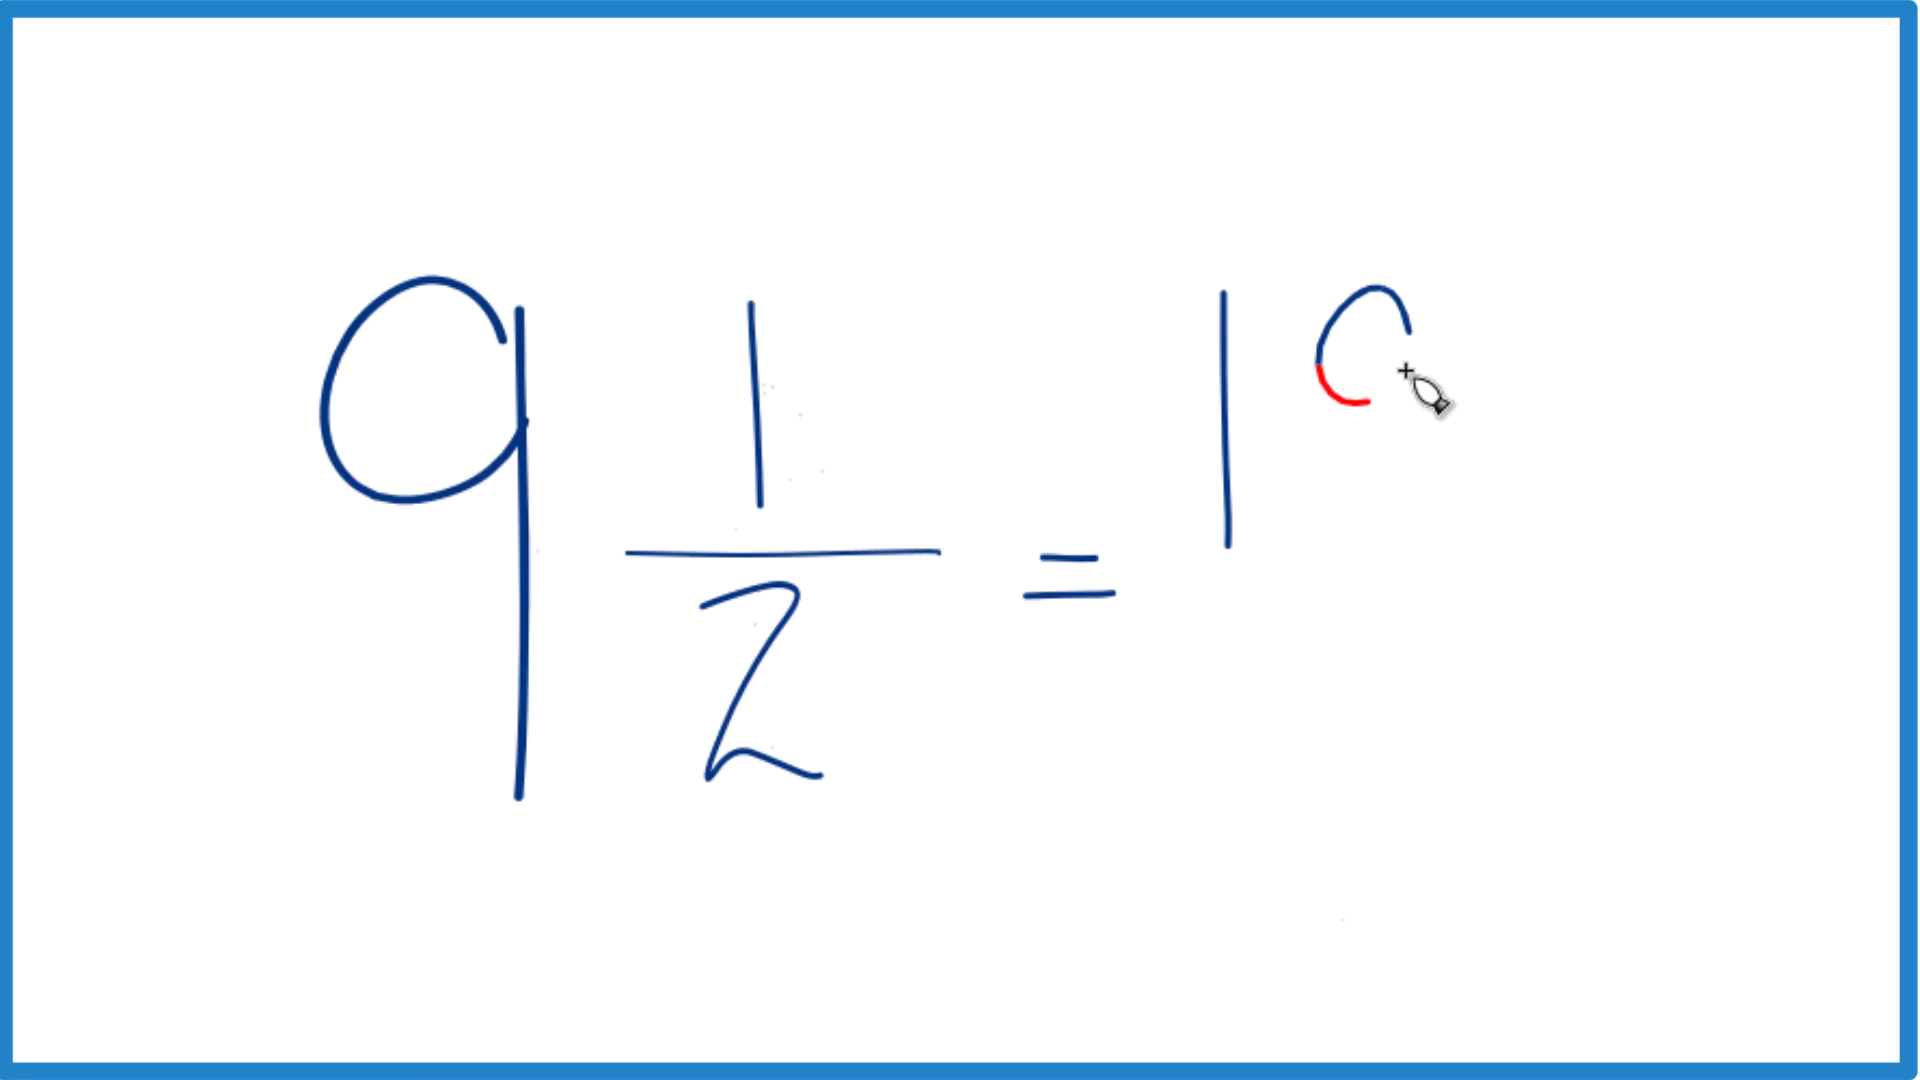 9 1/2 = 1